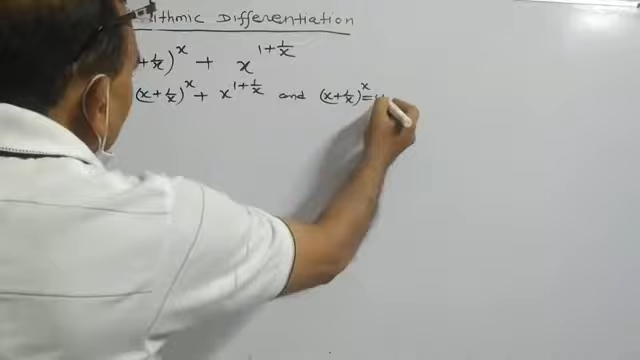 ithmic Differentiation
+ 1/x)^x + x^{1+1/x}
(x+1/x)^x + x^{1+1/x} and (x+1/x)^x = u